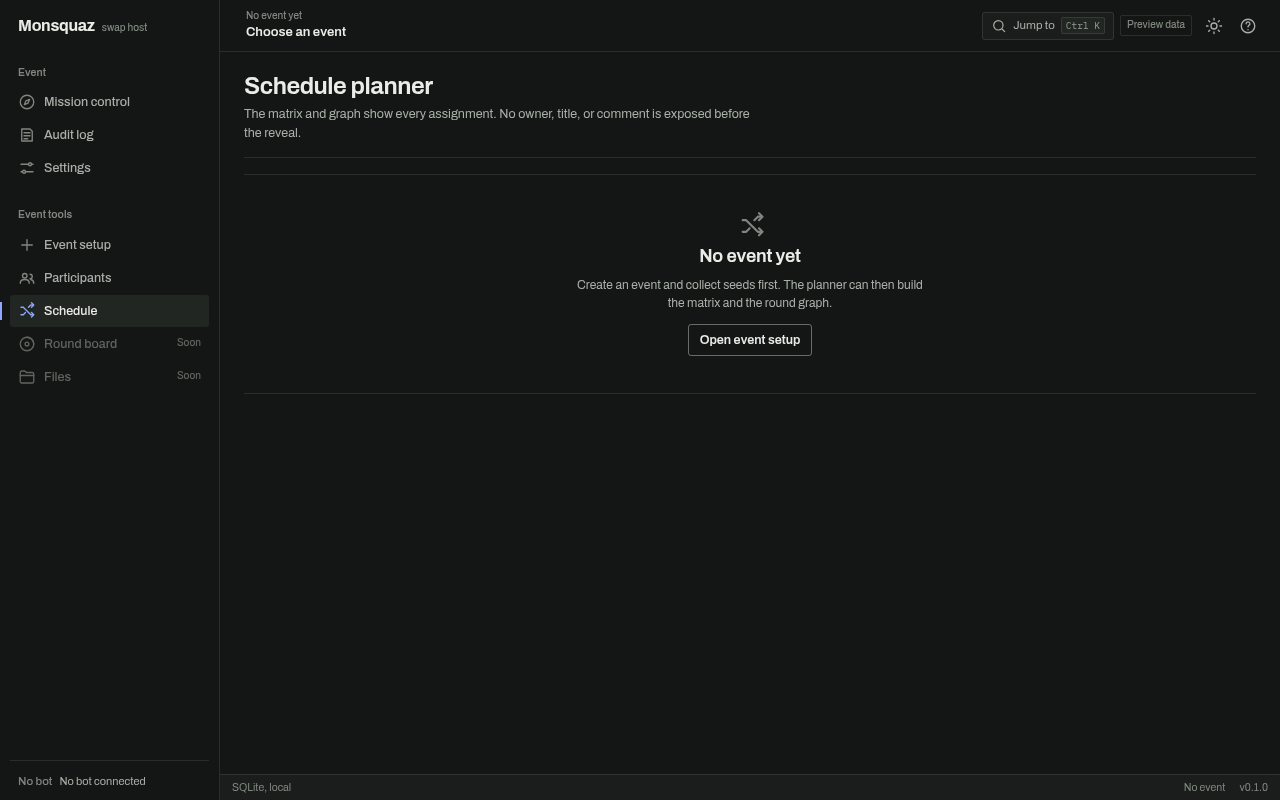 Monsquaz swap host
Event
Mission control
Audit log
Settings
Event tools
Event setup
Participants
Schedule
Round board Soon
Files Soon
No bot No bot connected
No event yet
Choose an event
Jump to Ctrl K
Preview data
Schedule planner
The matrix and graph show every assignment. No owner, title, or comment is exposed before
the reveal.
No event yet
Create an event and collect seeds first. The planner can then build
the matrix and the round graph.
Open event setup
SQLite, local
No event v0.1.0